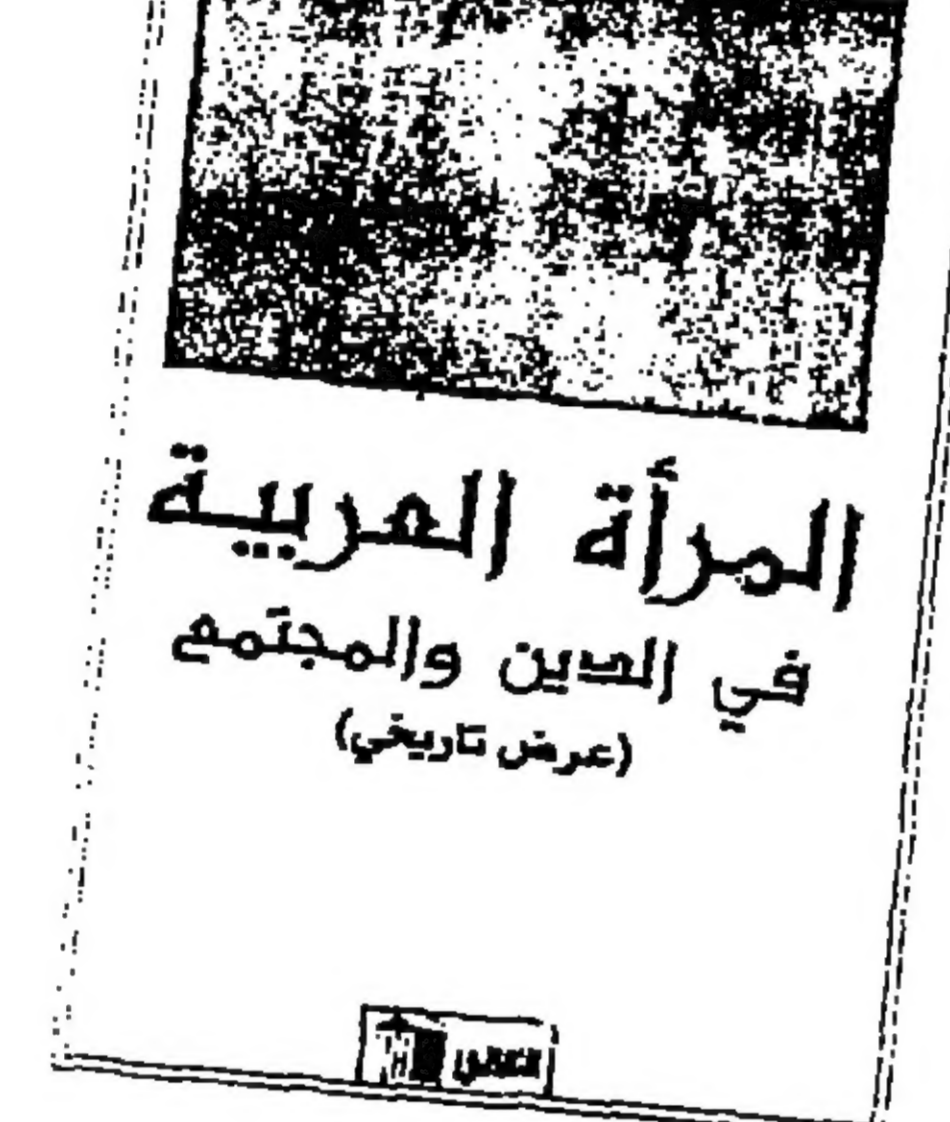 المرأة العربية
في الدين والمجتمع
(عرض تاريخي)